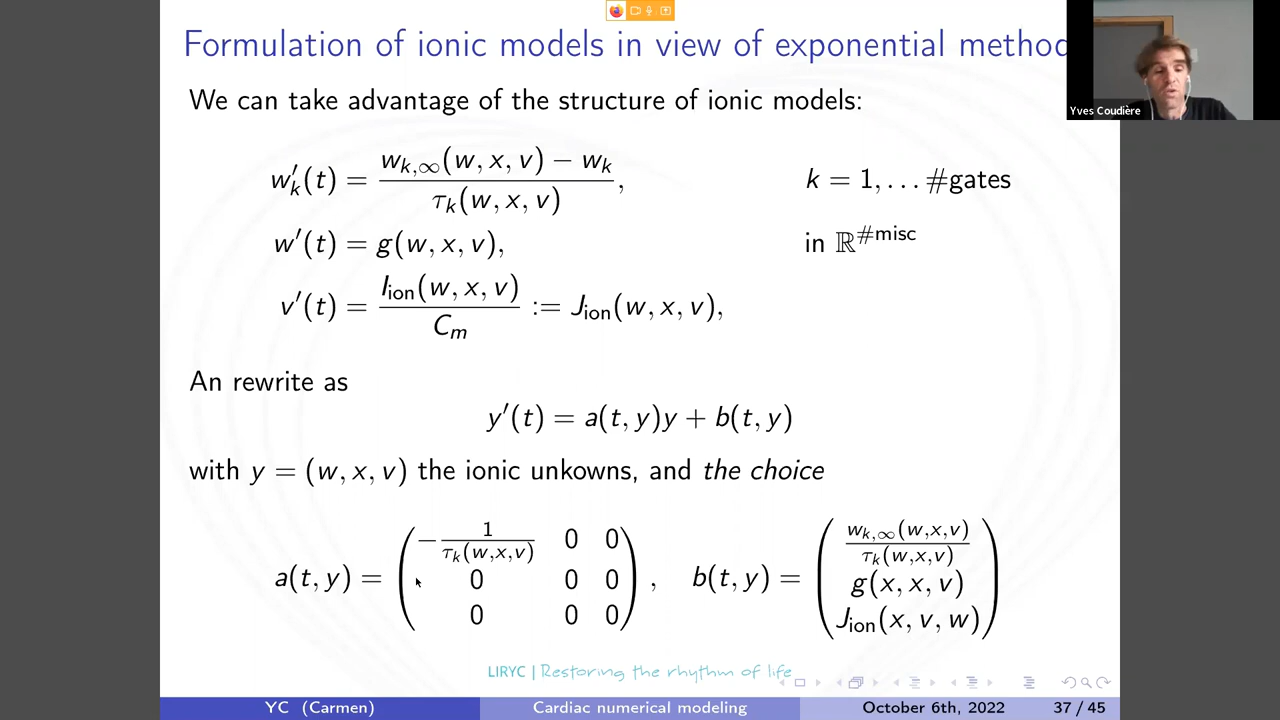 Formulation of ionic models in view of exponential method
Yves Coudière
We can take advantage of the structure of ionic models:
w′ₖ(t) = (wₖ,∞(w, x, v) − wₖ) / τₖ(w, x, v), k = 1, … #gates
w′(t) = g(w, x, v), in ℝ^#misc
v′(t) = I_ion(w, x, v) / Cₘ := J_ion(w, x, v),
An rewrite as
y′(t) = a(t, y)y + b(t, y)
with y = (w, x, v) the ionic unkowns, and the choice
a(t, y) = ( −1/τₖ(w,x,v) 0 0 ; 0 0 0 ; 0 0 0 ), b(t, y) = ( wₖ,∞(w,x,v)/τₖ(w,x,v) ; g(x, x, v) ; J_ion(x, v, w) )
LIRYC | Restoring the rhythm of life
YC (Carmen) Cardiac numerical modeling October 6th, 2022 37 / 45